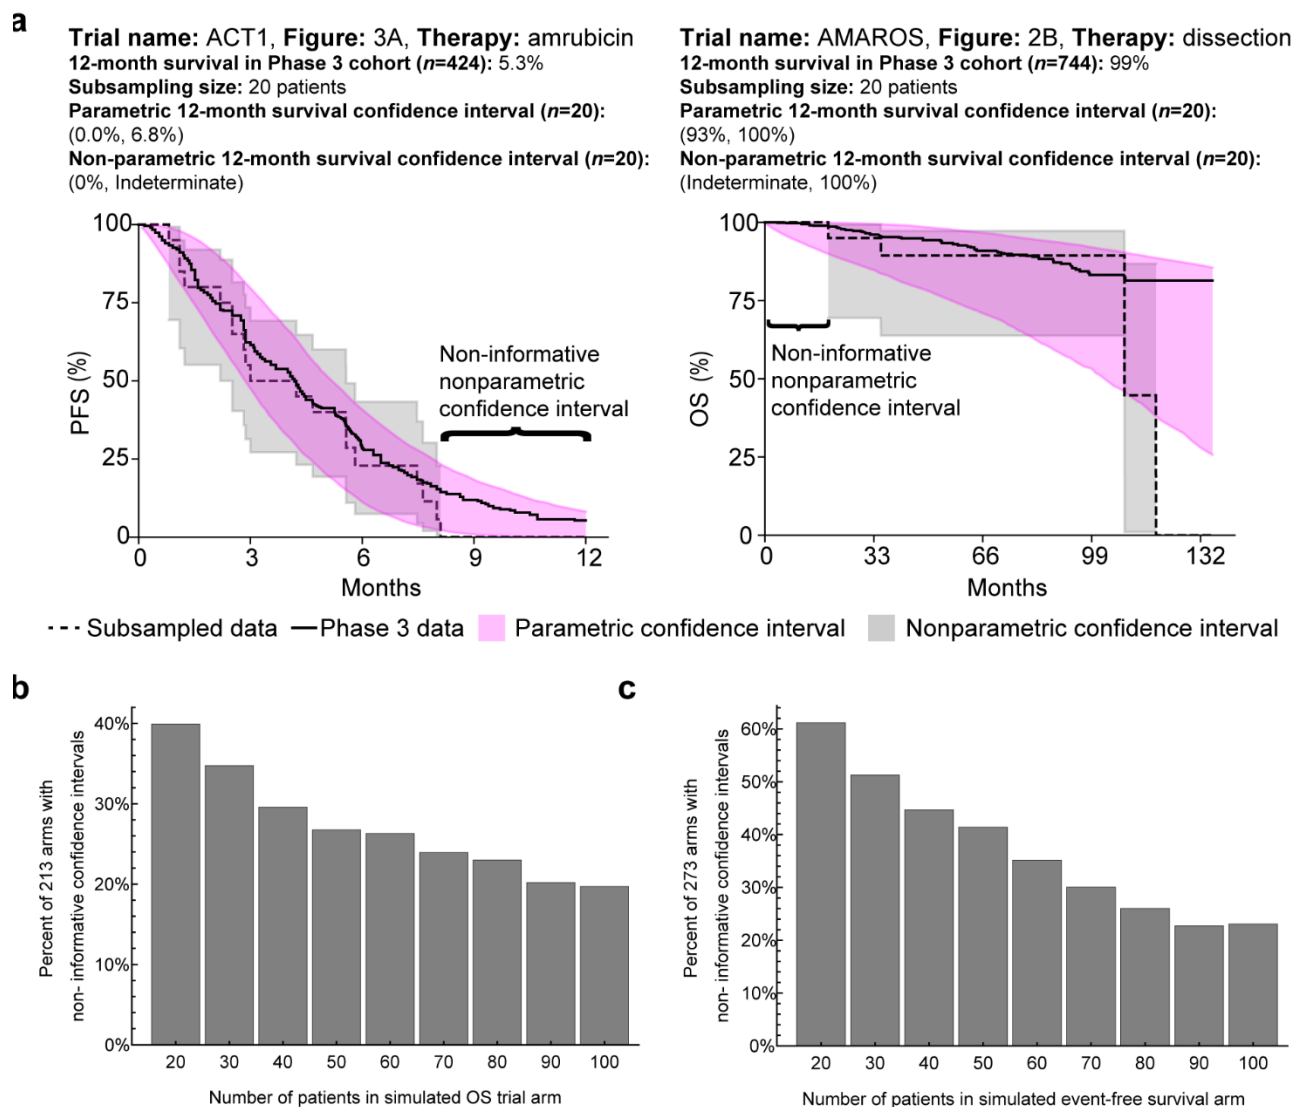 a
Trial name: ACT1, Figure: 3A, Therapy: amrubicin
12-month survival in Phase 3 cohort (n=424): 5.3%
Subsampling size: 20 patients
Parametric 12-month survival confidence interval (n=20):
(0.0%, 6.8%)
Non-parametric 12-month survival confidence interval (n=20):
(0%, Indeterminate)
Trial name: AMAROS, Figure: 2B, Therapy: dissection
12-month survival in Phase 3 cohort (n=744): 99%
Subsampling size: 20 patients
Parametric 12-month survival confidence interval (n=20):
(93%, 100%)
Non-parametric 12-month survival confidence interval (n=20):
(Indeterminate, 100%)
PFS (%)
100
75
50
25
0
Non-informative
nonparametric
confidence interval
0 3 6 9 12
Months
OS (%)
100
75
50
25
0
Non-informative
nonparametric
confidence interval
0 33 66 99 132
Months
Subsampled data Phase 3 data Parametric confidence interval Nonparametric confidence interval
b
Percent of 213 arms with
non- informative confidence intervals
40%
30%
20%
10%
0%
20 30 40 50 60 70 80 90 100
Number of patients in simulated OS trial arm
c
Percent of 273 arms with
non- informative confidence intervals
60%
50%
40%
30%
20%
10%
0%
20 30 40 50 60 70 80 90 100
Number of patients in simulated event-free survival arm